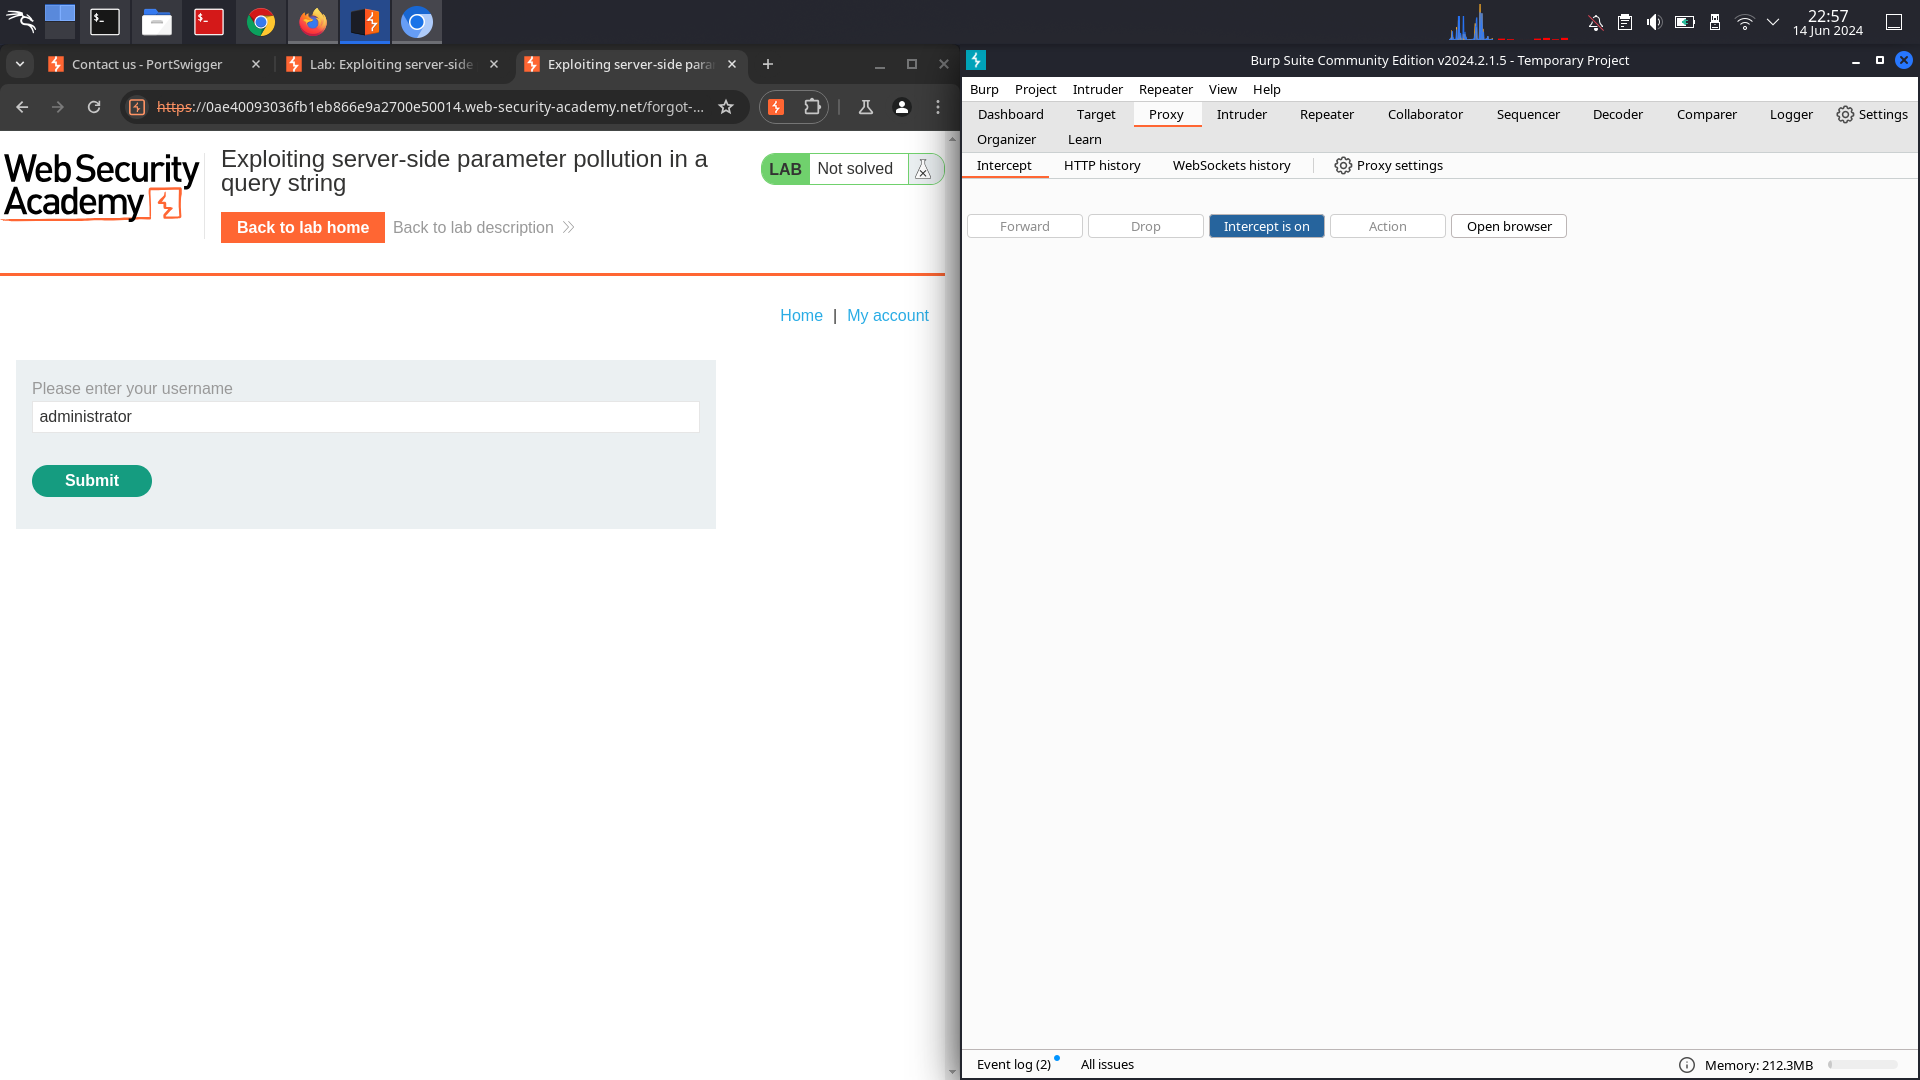 22:57
14 Jun 2024
Contact us - PortSwigger
Lab: Exploiting server-side
Exploiting server-side para
https://0ae40093036fb1eb866e9a2700e50014.web-security-academy.net/forgot-...
Web Security
Academy
Exploiting server-side parameter pollution in a
query string
LAB Not solved
Back to lab home
Back to lab description
Home | My account
Please enter your username
administrator
Submit
Burp Suite Community Edition v2024.2.1.5 - Temporary Project
Burp Project Intruder Repeater View Help
Dashboard Target Proxy Intruder Repeater Collaborator Sequencer Decoder Comparer Logger Settings
Organizer Learn
Intercept HTTP history WebSockets history Proxy settings
Forward Drop Intercept is on Action Open browser
Event log (2) All issues Memory: 212.3MB